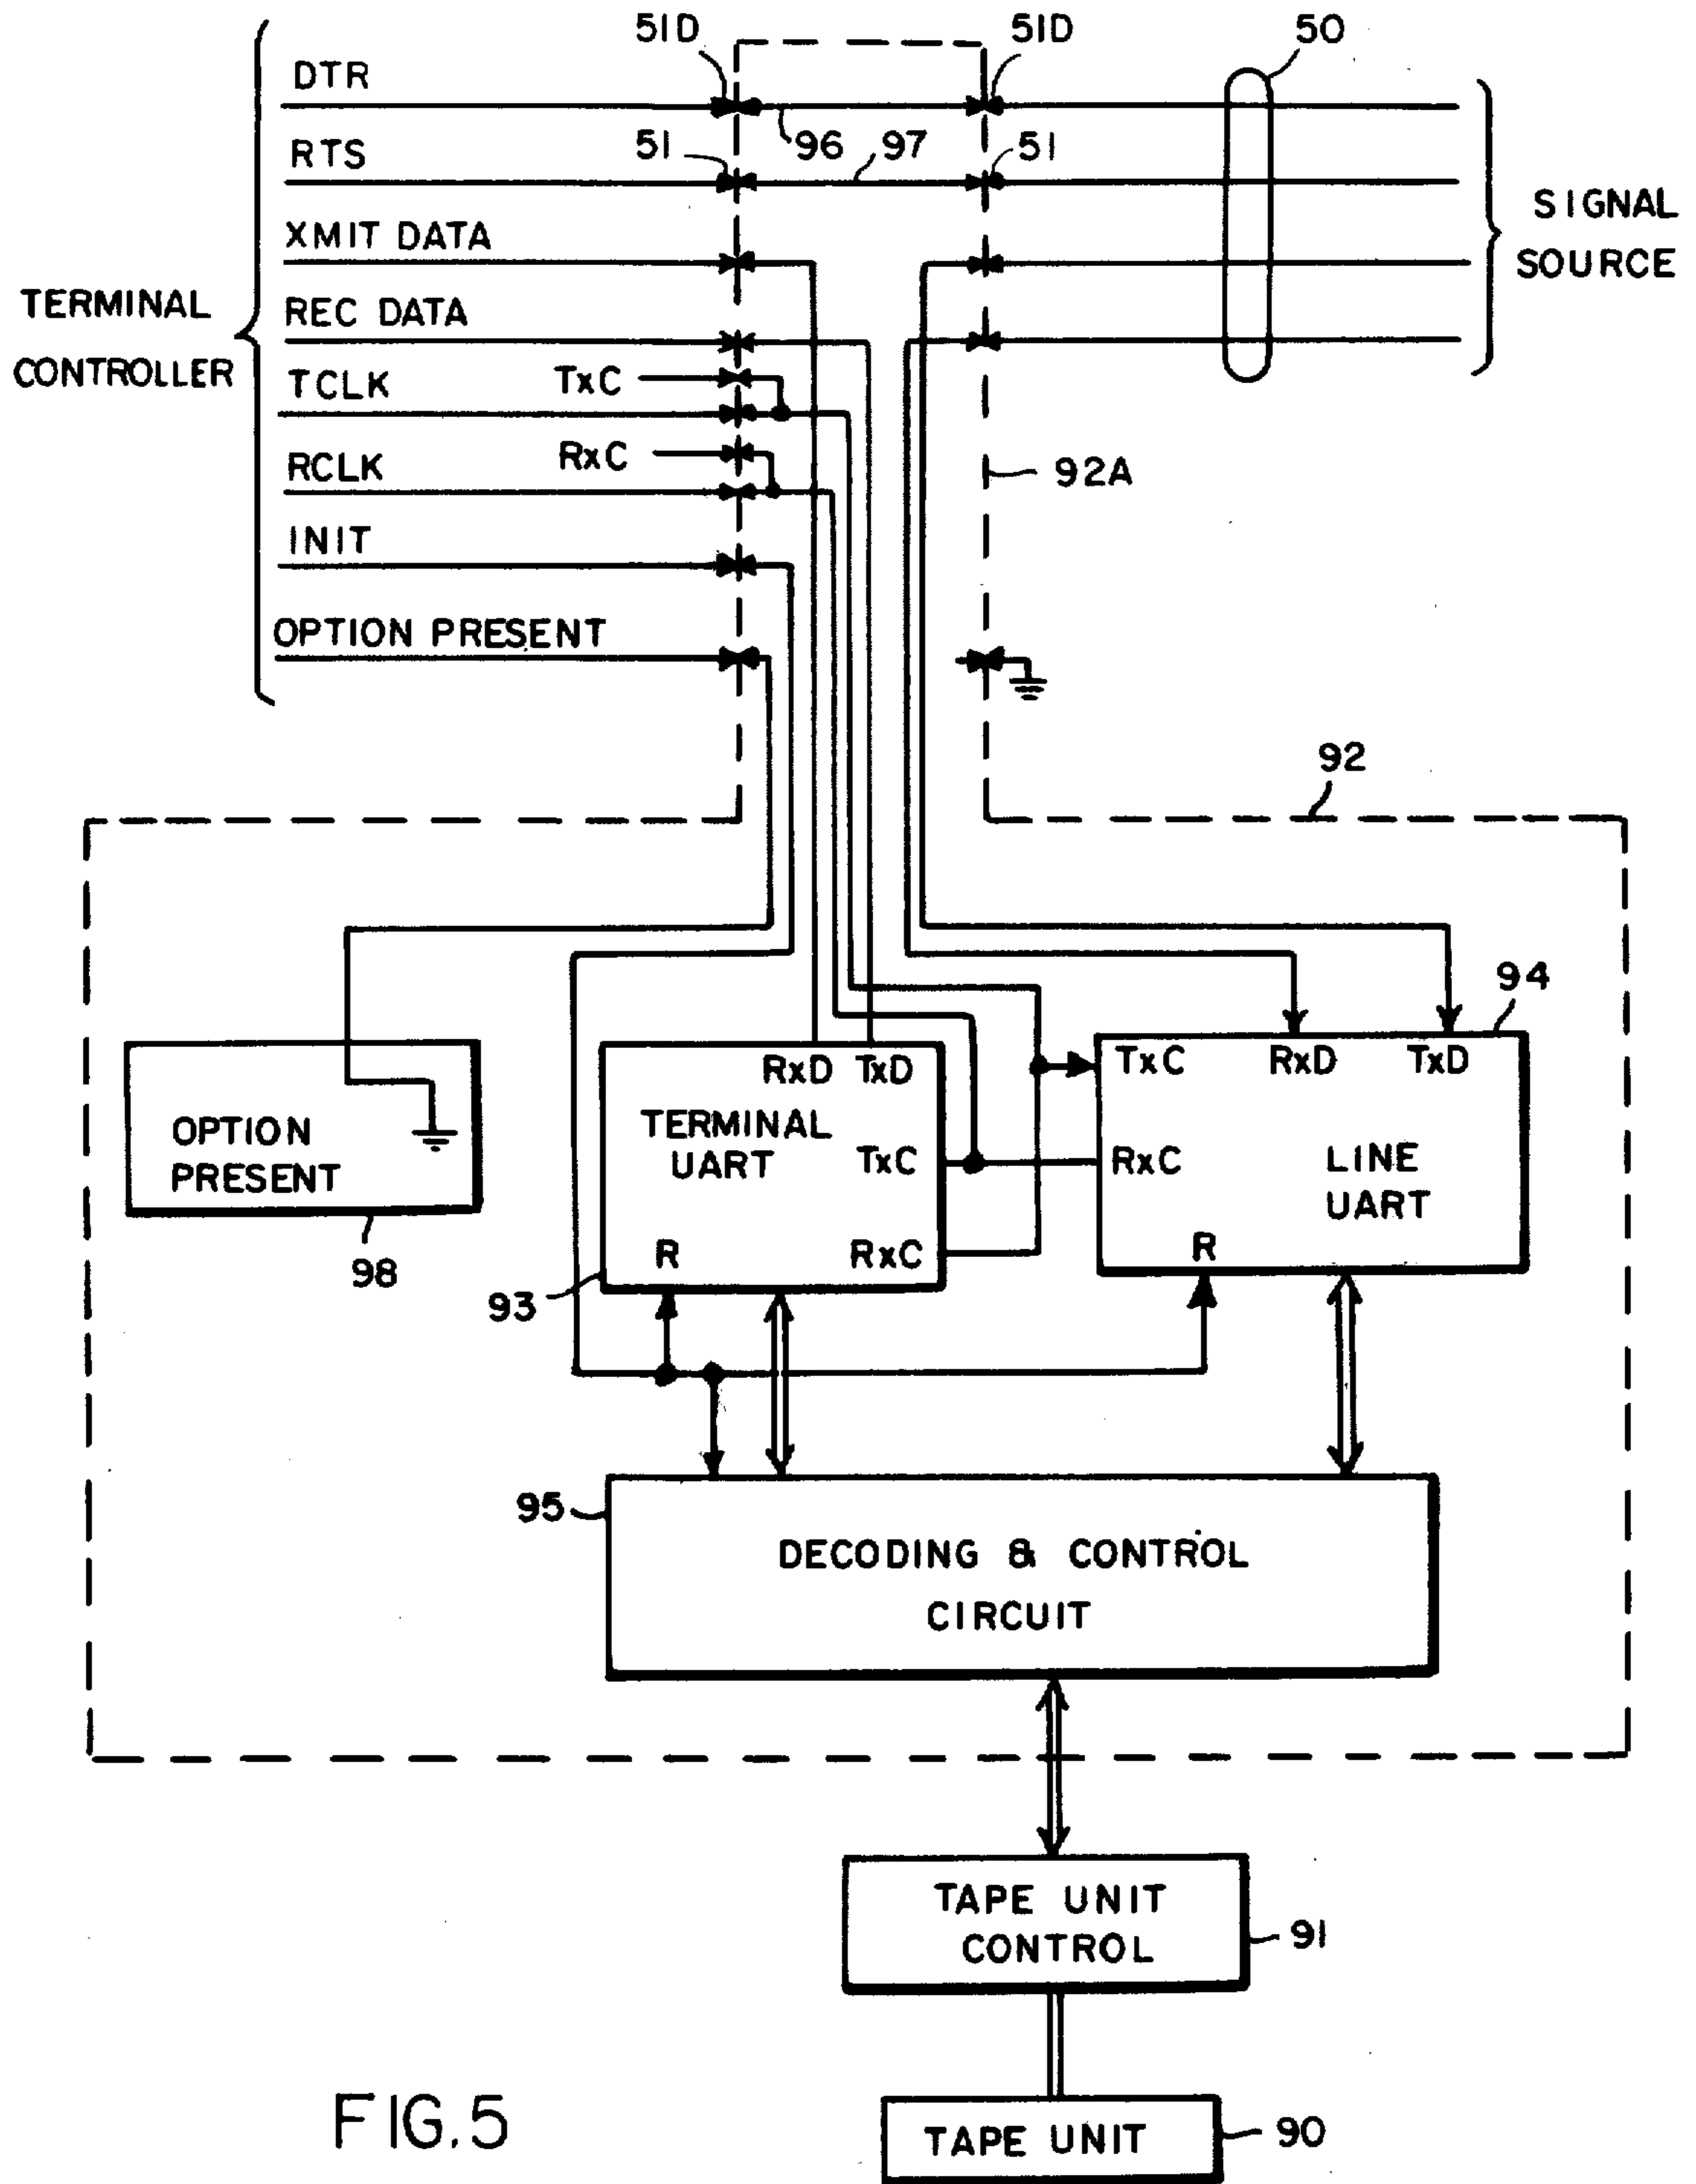 51D
51D
50
DTR
96
RTS
51
97
51
XMIT DATA
SIGNAL
SOURCE
TERMINAL
CONTROLLER
REC DATA
TCLK
TxC
RCLK
RxC
92A
INIT
OPTION PRESENT
92
94
RxD TxD
TxC RxD TxD
TERMINAL
UART
OPTION
PRESENT
TxC
RxC
LINE
UART
R
RxC
R
98
93
95
DECODING & CONTROL
CIRCUIT
TAPE UNIT
CONTROL
91
FIG.5
TAPE UNIT
90